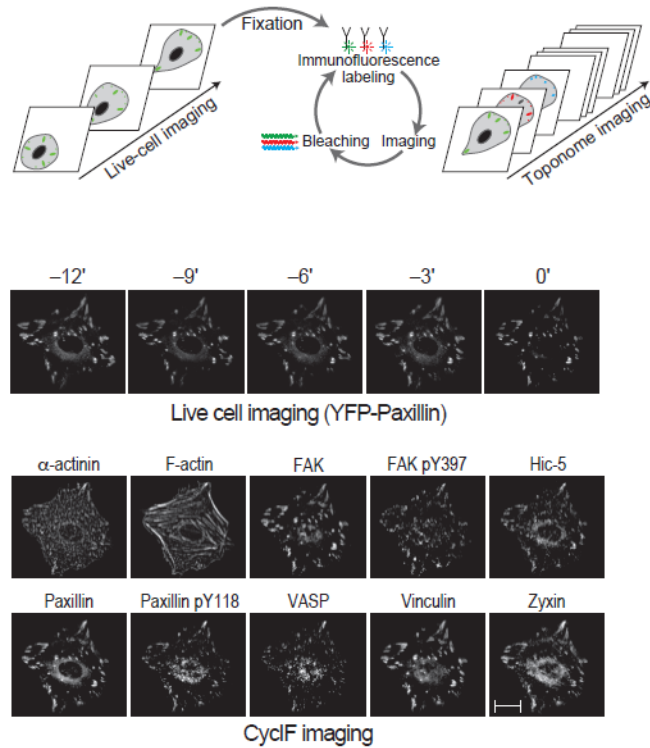 Fixation
Immunofluorescence
labeling
Bleaching
Imaging
Live-cell imaging
Toponome imaging
–12'
–9'
–6'
–3'
0'
Live cell imaging (YFP-Paxillin)
α-actinin
F-actin
FAK
FAK pY397
Hic-5
Paxillin
Paxillin pY118
VASP
Vinculin
Zyxin
CycIF imaging